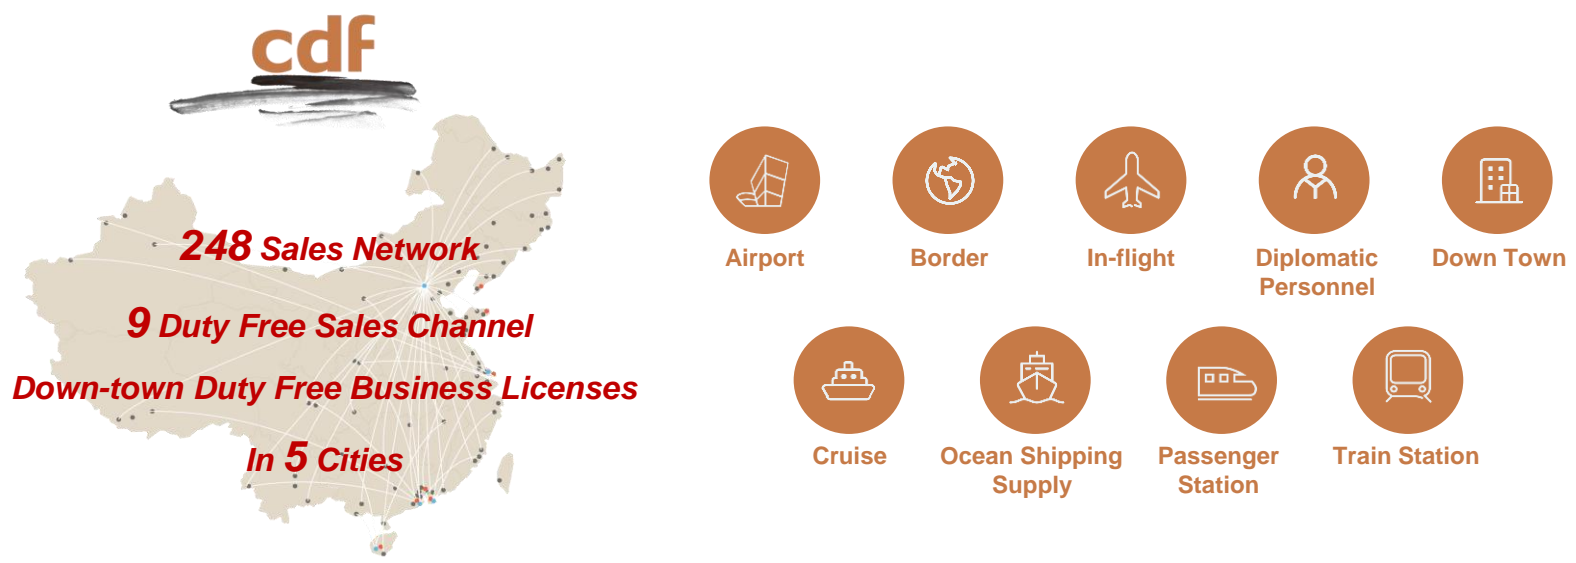 cdf
248 Sales Network
9 Duty Free Sales Channel
Down-town Duty Free Business Licenses
In 5 Cities
Airport
Border
In-flight
Diplomatic
Personnel
Down Town
Cruise
Ocean Shipping
Supply
Passenger
Station
Train Station